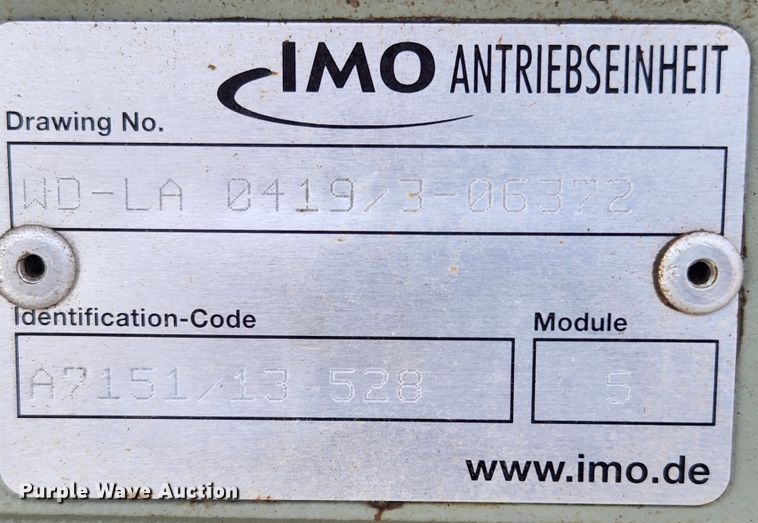 IMO ANTRIEBSEINHEIT
Drawing No.
WD-LA 0419/3-06372
Identification-Code
Module
A7151/13 528
5
www.imo.de
Purple Wave Auction